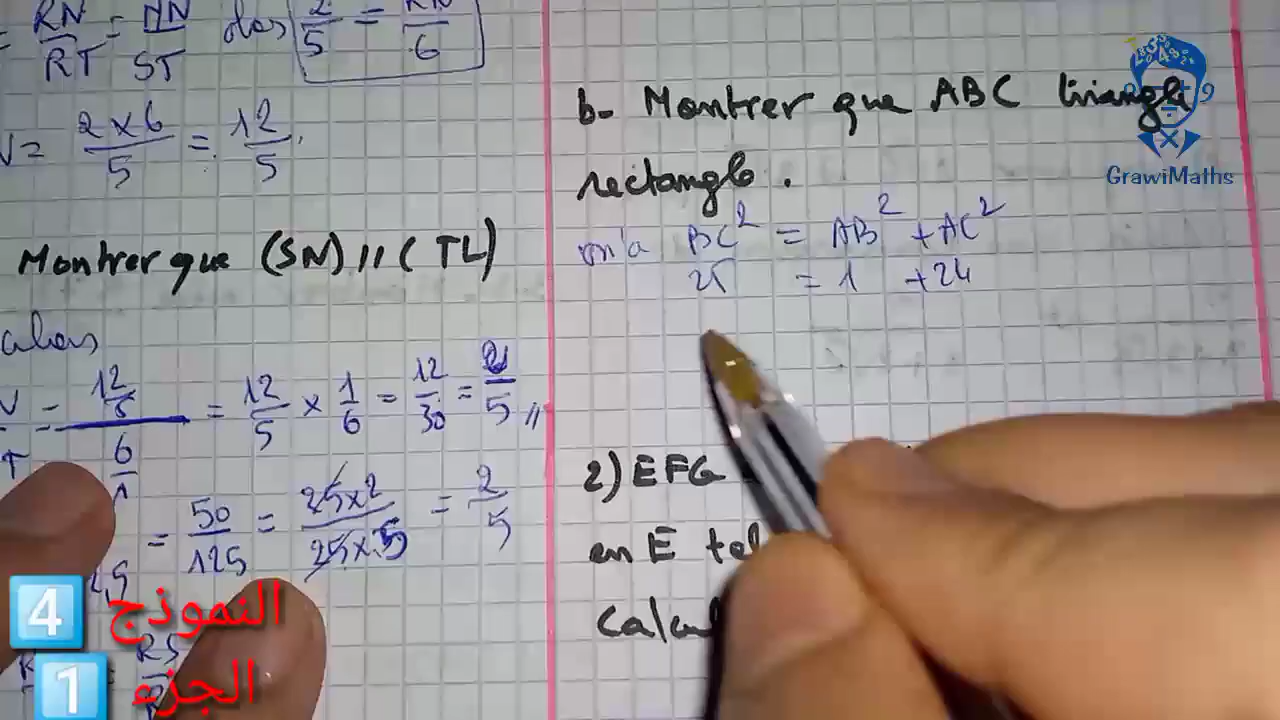 = RN/RT = NN/ST dos 2/5 = RN/6
N= 2×6/5 = 12/5.
Montrer que (SN)//(TL)
alors
= 12/5 / 6/1 = 12/5 × 1/6 = 12/30 = 2/5 //
= 50/125 = 25×2/25×5 = 2/5
RS
b- Montrer que ABC triangle
rectangle.
on a BC² = AB² + AC²
25 = 1 + 24
2) EFG
en E tel
Calcul
GrawiMaths
4 النموذج
1 الجزء